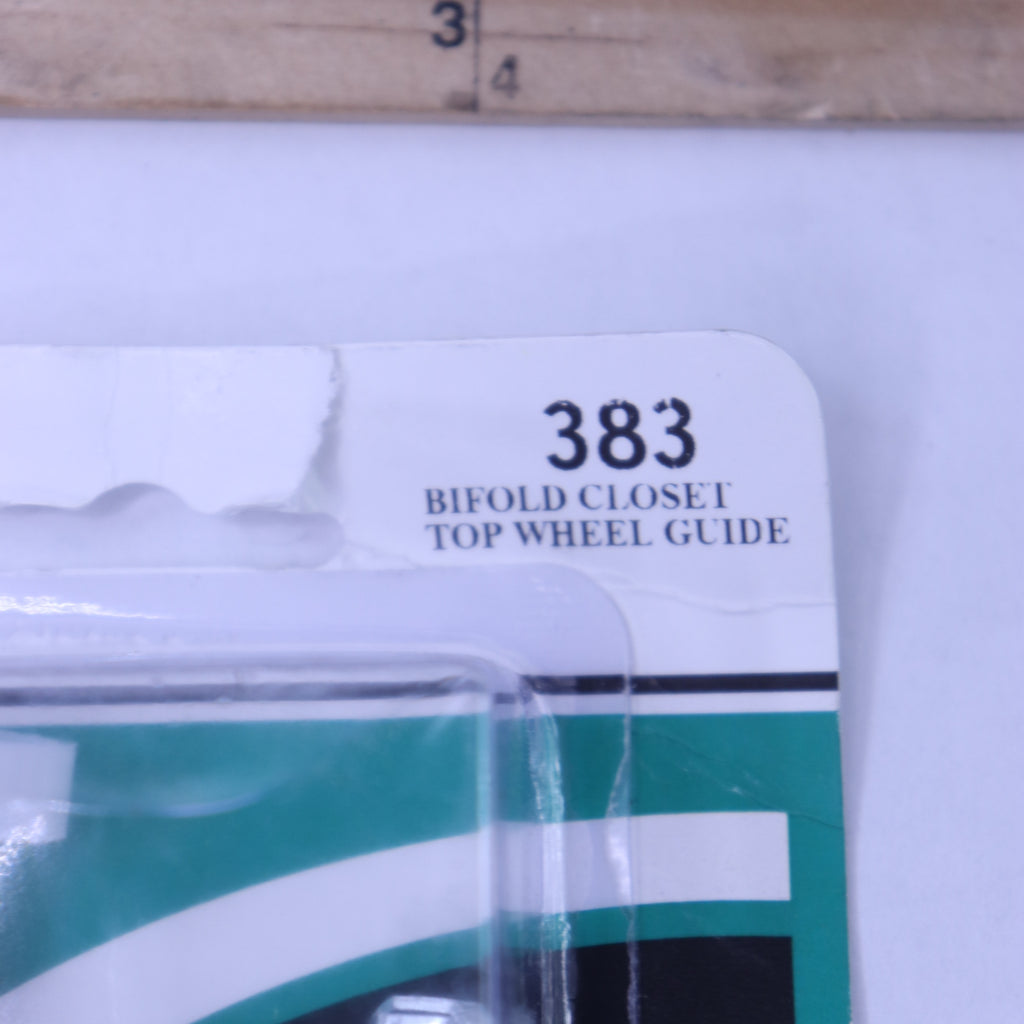 3
4
383
BIFOLD CLOSET
TOP WHEEL GUIDE